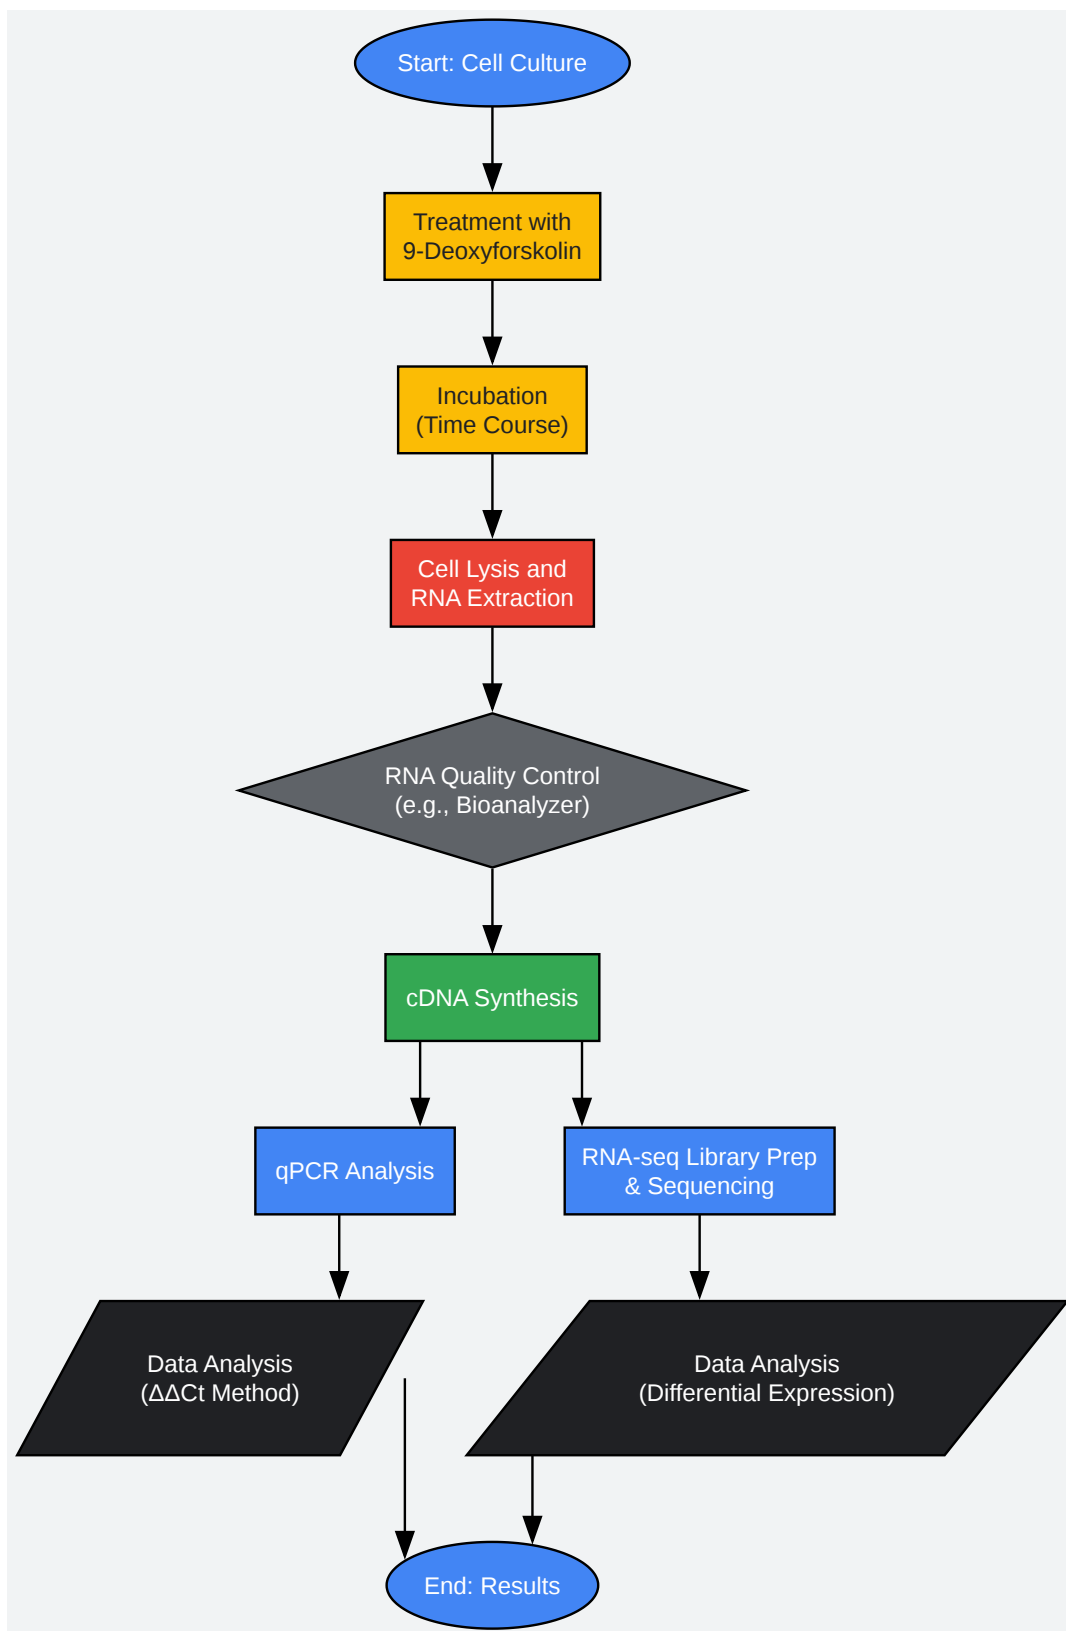 Start: Cell Culture
Treatment with
9-Deoxyforskolin
Incubation
(Time Course)
Cell Lysis and
RNA Extraction
RNA Quality Control
(e.g., Bioanalyzer)
cDNA Synthesis
qPCR Analysis
RNA-seq Library Prep
& Sequencing
Data Analysis
(ΔΔCt Method)
Data Analysis
(Differential Expression)
End: Results